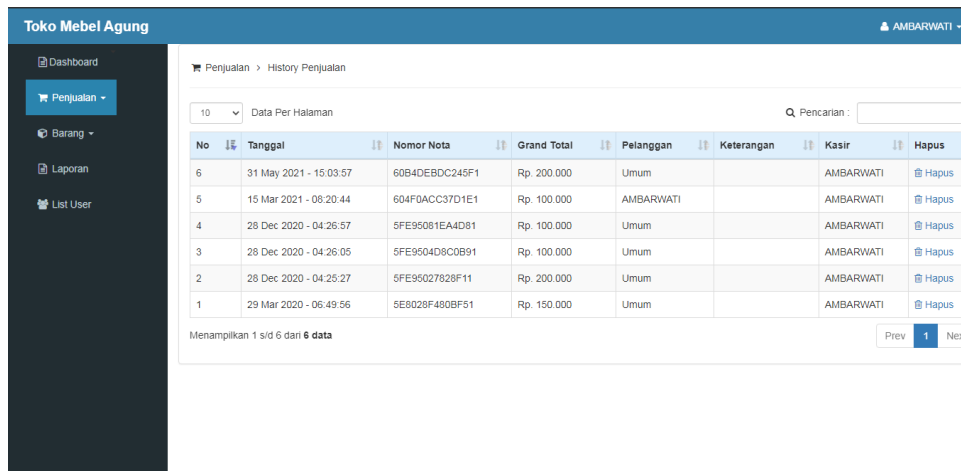 Toko Mebel Agung AMBARWATI
Dashboard
Penjualan
Barang
Laporan
List User
Penjualan > History Penjualan
10 Data Per Halaman Pencarian :
No Tanggal Nomor Nota Grand Total Pelanggan Keterangan Kasir Hapus
6 31 May 2021 - 15:03:57 60B4DEBDC245F1 Rp. 200.000 Umum AMBARWATI Hapus
5 15 Mar 2021 - 08:20:44 604F0ACC37D1E1 Rp. 100.000 AMBARWATI AMBARWATI Hapus
4 28 Dec 2020 - 04:26:57 5FE95081EA4D81 Rp. 100.000 Umum AMBARWATI Hapus
3 28 Dec 2020 - 04:26:05 5FE9504D8C0B91 Rp. 100.000 Umum AMBARWATI Hapus
2 28 Dec 2020 - 04:25:27 5FE95027828F11 Rp. 200.000 Umum AMBARWATI Hapus
1 29 Mar 2020 - 06:49:56 5E8028F480BF51 Rp. 150.000 Umum AMBARWATI Hapus
Menampilkan 1 s/d 6 dari 6 data
Prev 1